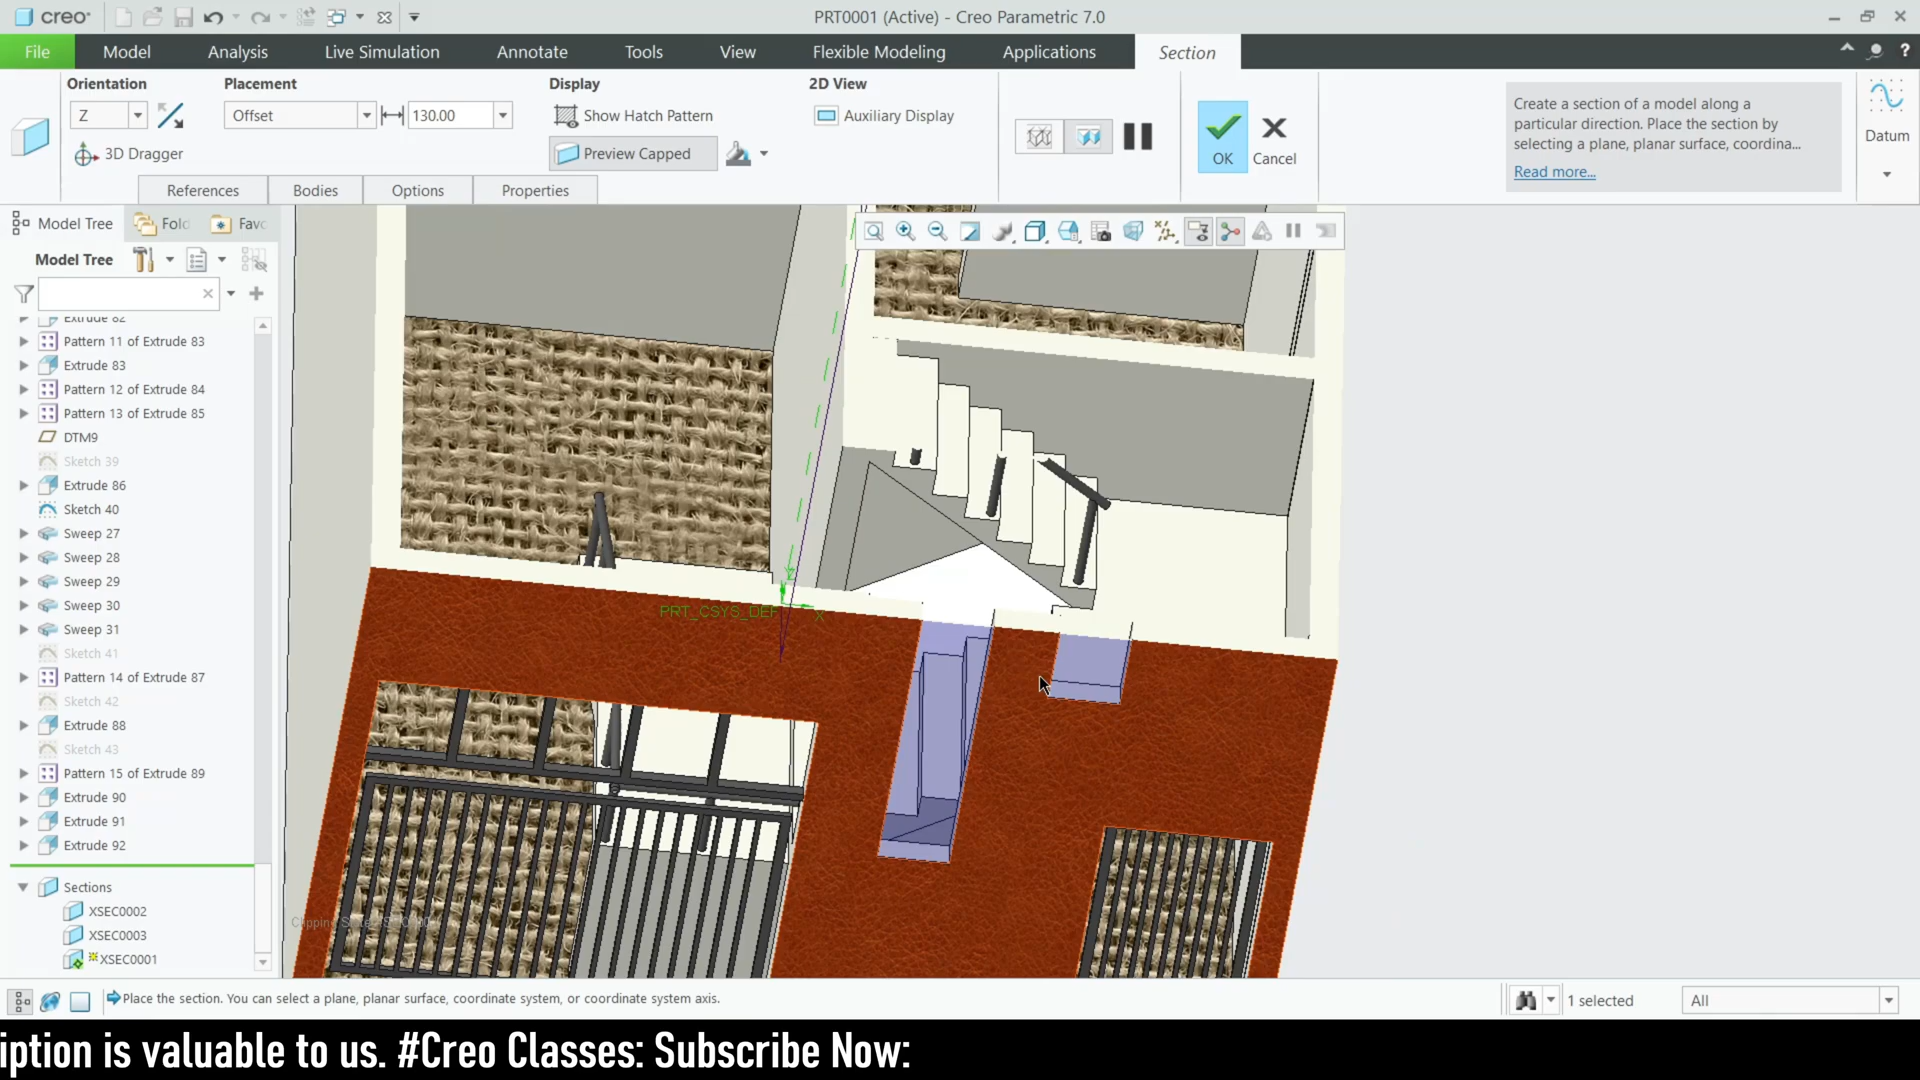 creo
PRT0001 (Active) - Creo Parametric 7.0
File
Model
Analysis
Live Simulation
Annotate
Tools
View
Flexible Modeling
Applications
Section
Orientation
Placement
Display
2D View
Z
Offset
130.00
Show Hatch Pattern
Auxiliary Display
3D Dragger
Preview Capped
OK
Cancel
Create a section of a model along a
particular direction. Place the section by
selecting a plane, planar surface, coordina...
Read more...
Datum
References
Bodies
Options
Properties
Model Tree
Fol
Favc
Model Tree
Extrude 82
Pattern 11 of Extrude 83
Extrude 83
Pattern 12 of Extrude 84
Pattern 13 of Extrude 85
DTM9
Sketch 39
Extrude 86
Sketch 40
Sweep 27
Sweep 28
Sweep 29
Sweep 30
Sweep 31
Sketch 41
Pattern 14 of Extrude 87
Sketch 42
Extrude 88
Sketch 43
Pattern 15 of Extrude 89
Extrude 90
Extrude 91
Extrude 92
Sections
XSEC0002
XSEC0003
XSEC0001
PRT_CSYS_DEF
X
Z
Place the section. You can select a plane, planar surface, coordinate system, or coordinate system axis.
1 selected
All
iption is valuable to us. #Creo Classes: Subscribe Now: